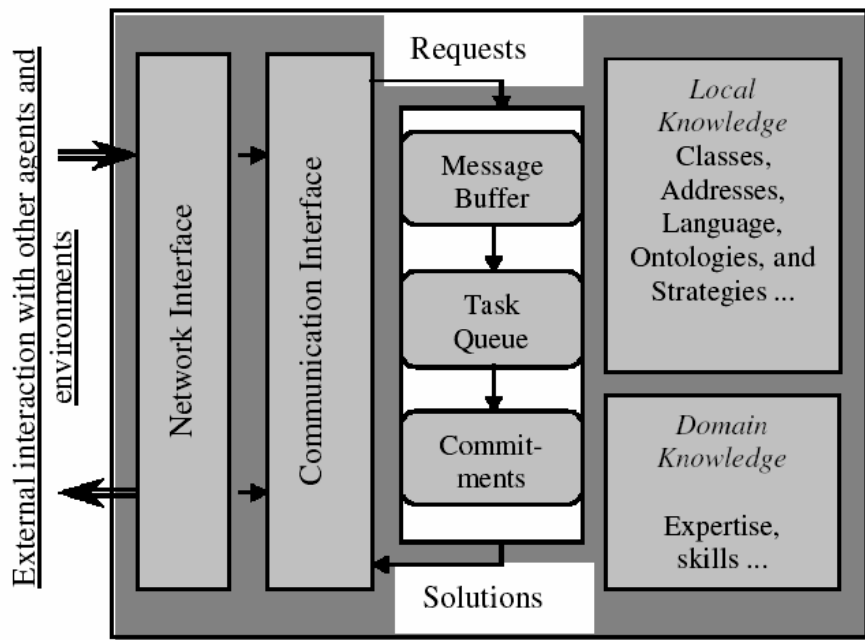 External interaction with other agents and
environments
Network Interface
Communication Interface
Requests
Message
Buffer
Task
Queue
Commit-
ments
Solutions
Local
Knowledge
Classes,
Addresses,
Language,
Ontologies, and
Strategies ...
Domain
Knowledge
Expertise,
skills ...